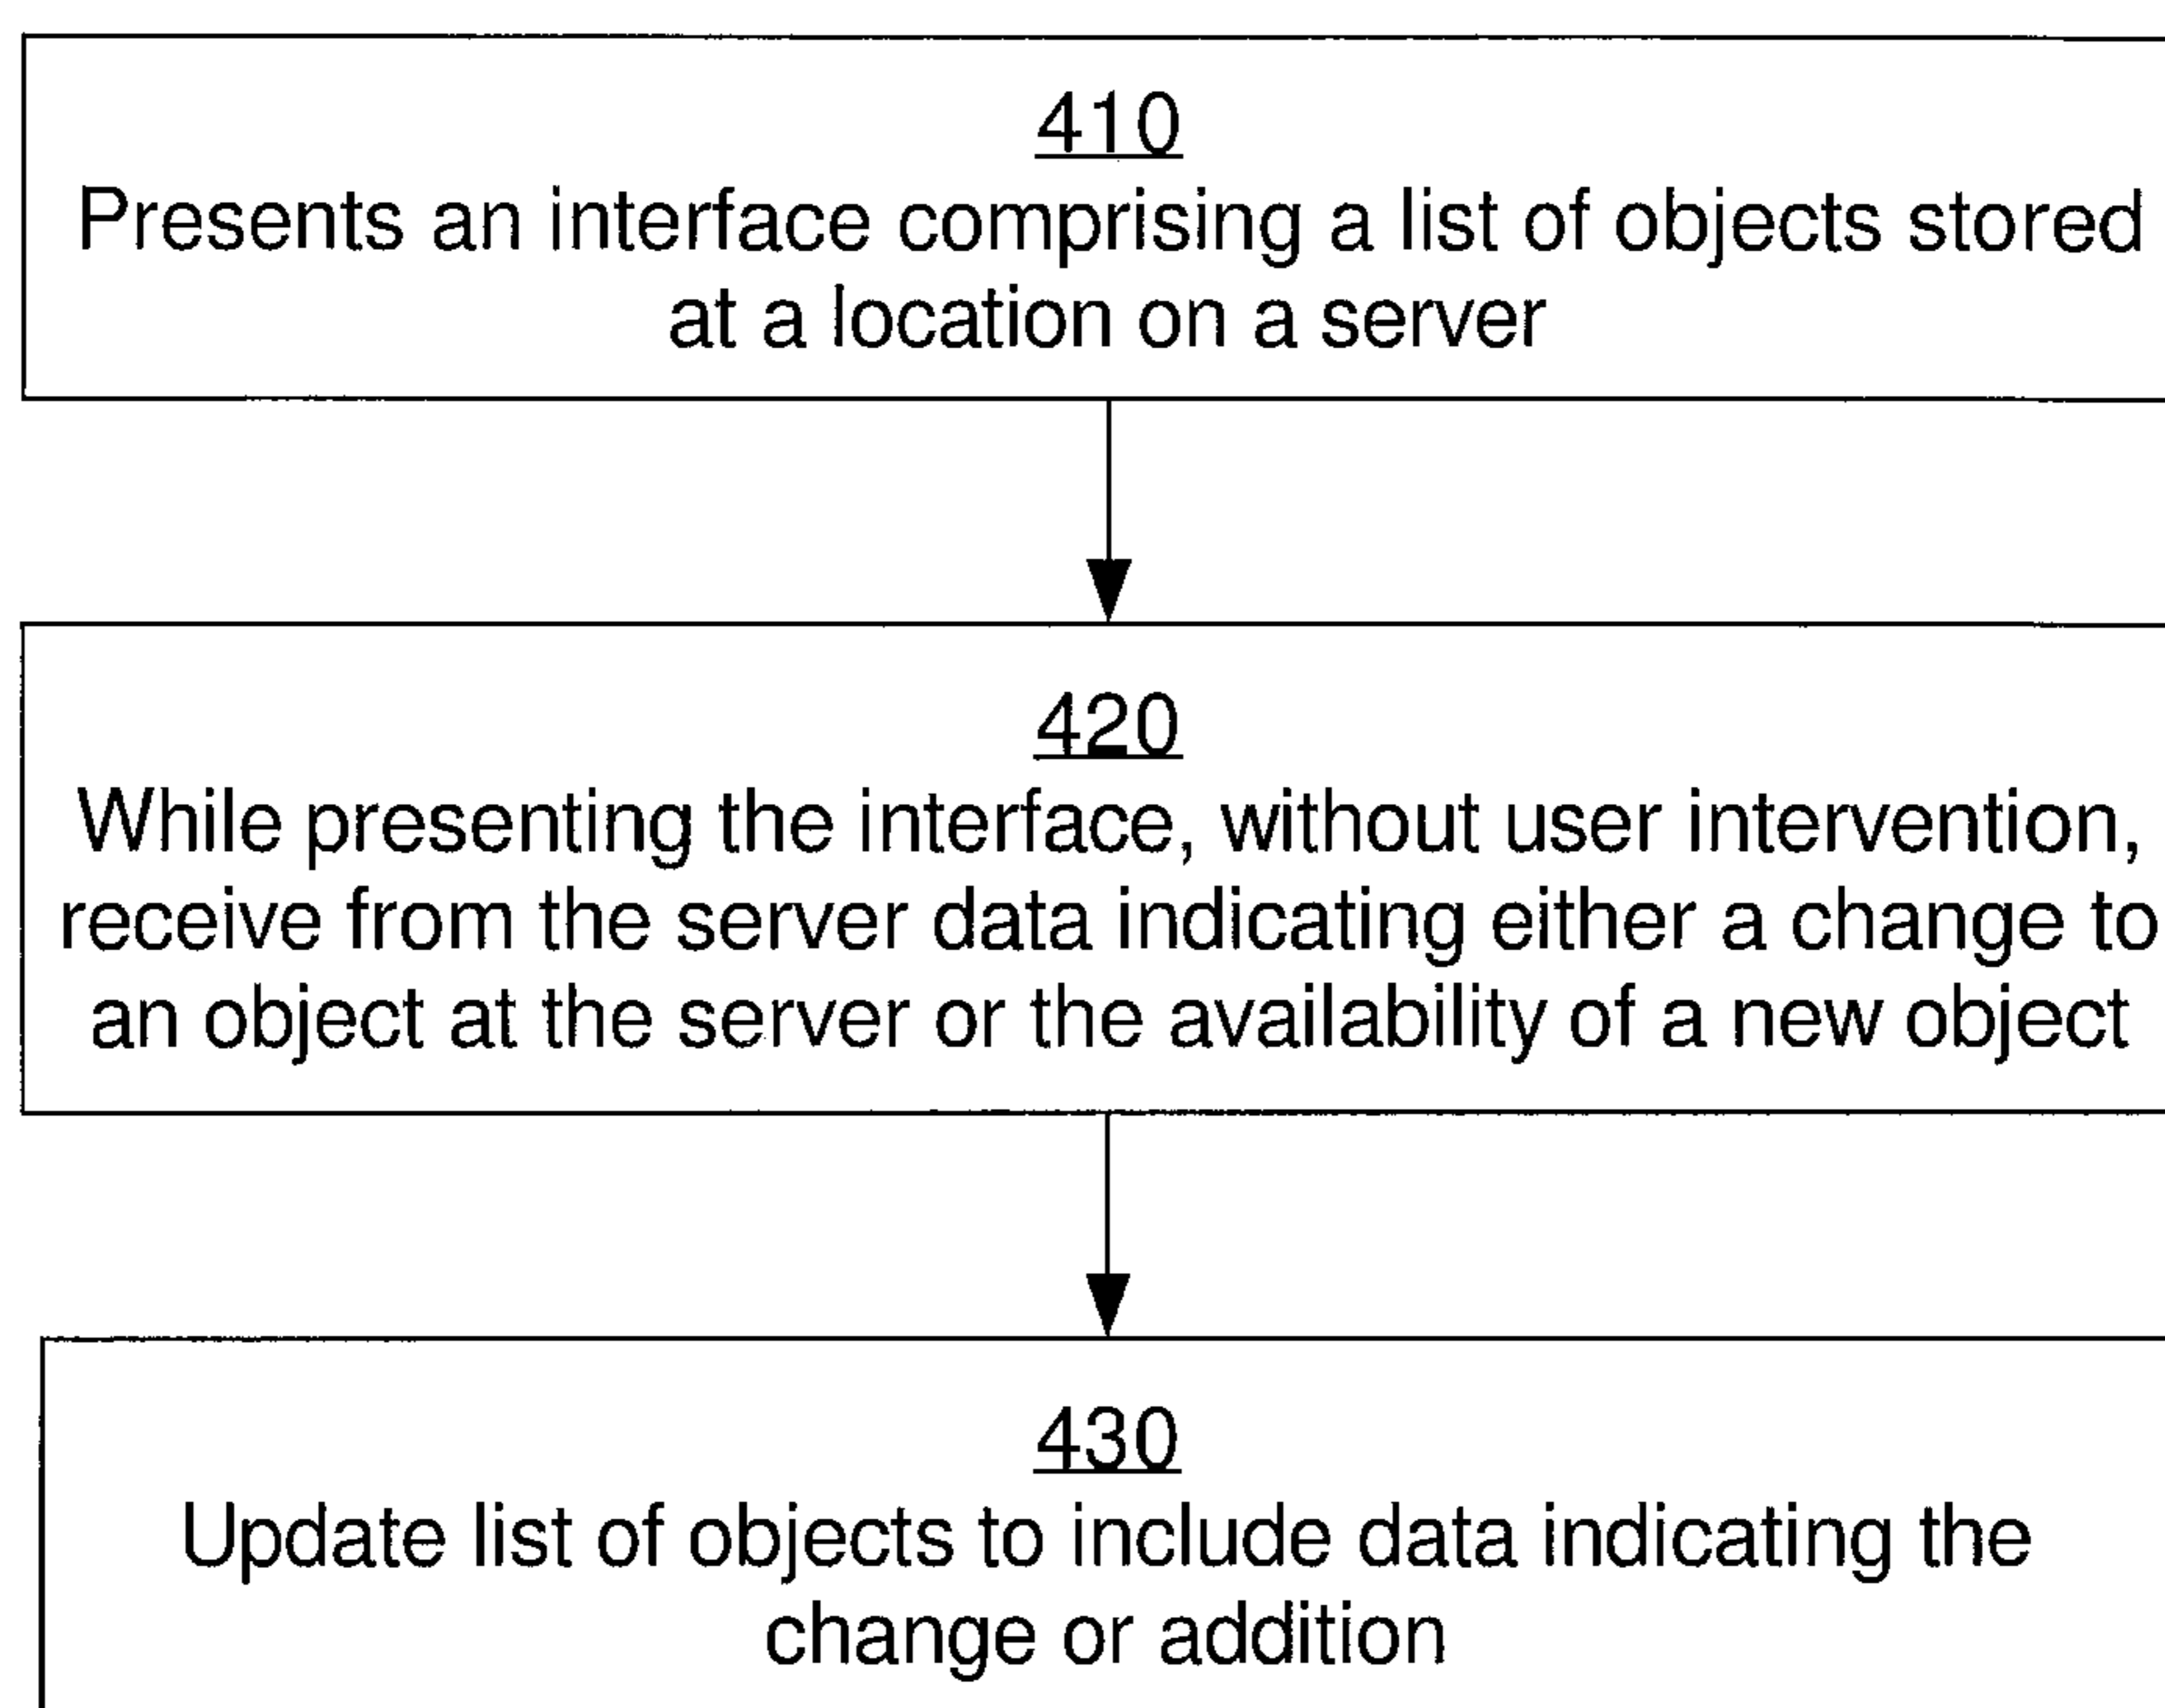 410
Presents an interface comprising a list of objects stored
at a location on a server
420
While presenting the interface, without user intervention,
receive from the server data indicating either a change to
an object at the server or the availability of a new object
430
Update list of objects to include data indicating the
change or addition